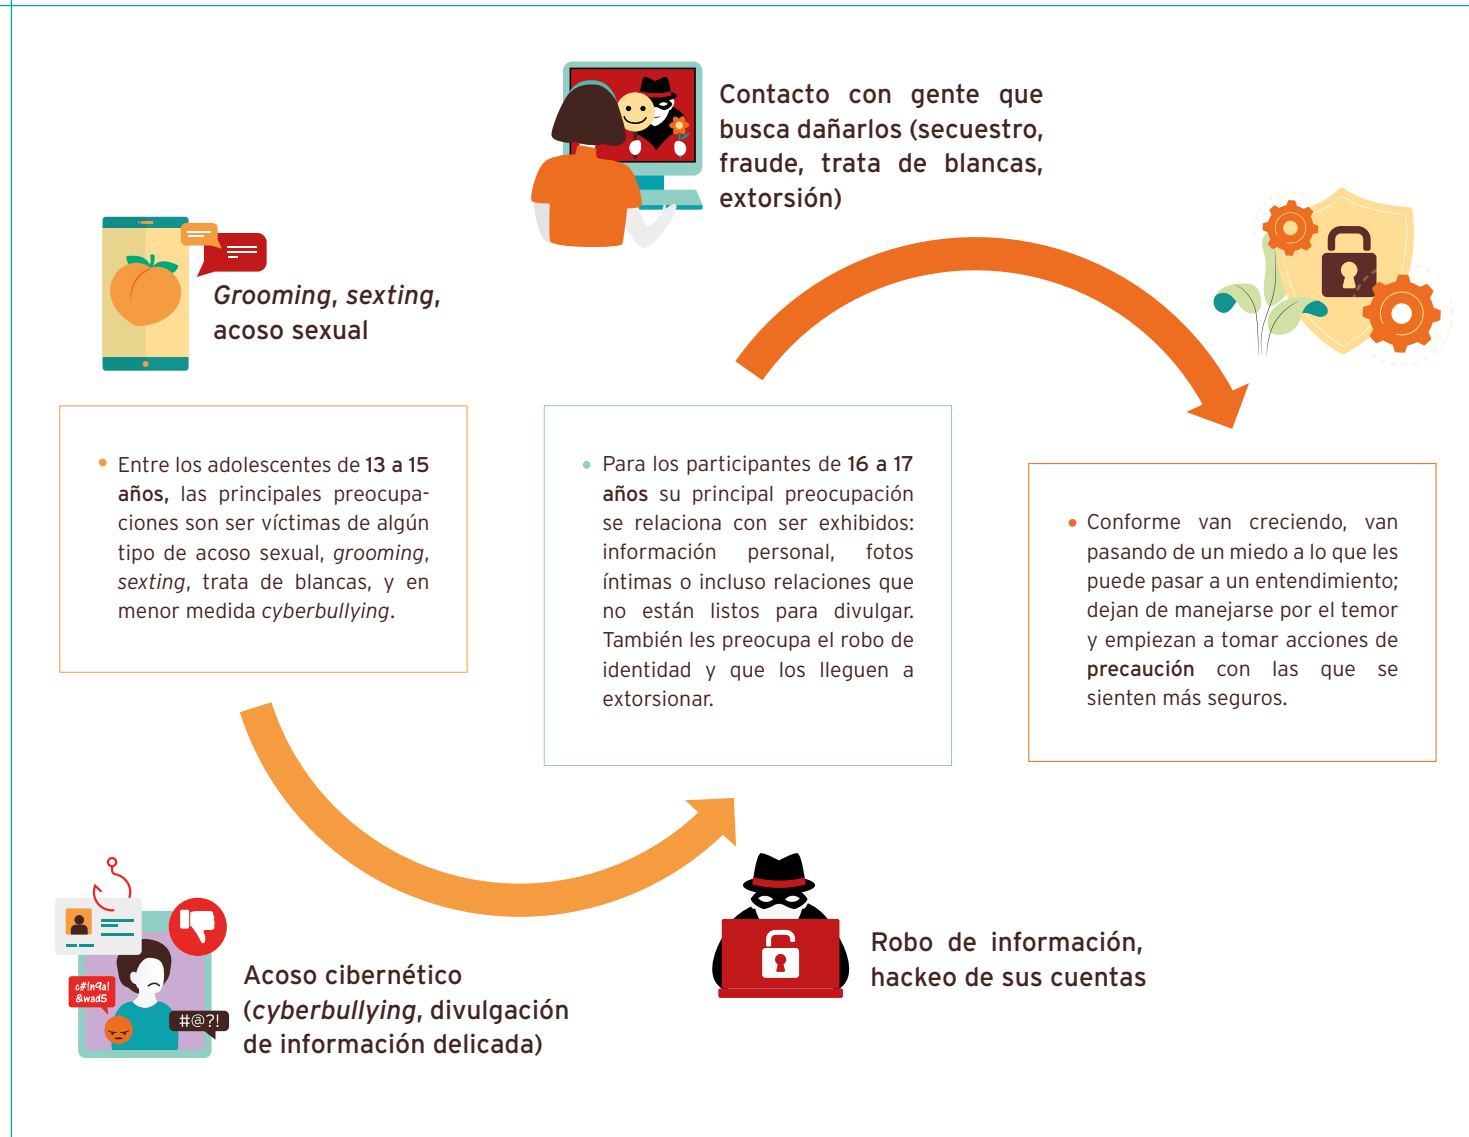 Contacto con gente que
busca dañarlos (secuestro,
fraude, trata de blancas,
extorsión)
Grooming, sexting,
acoso sexual
• Entre los adolescentes de 13 a 15
años, las principales preocupa-
ciones son ser víctimas de algún
tipo de acoso sexual, grooming,
sexting, trata de blancas, y en
menor medida cyberbullying.
• Para los participantes de 16 a 17
años su principal preocupación
se relaciona con ser exhibidos:
información personal, fotos
íntimas o incluso relaciones que
no están listos para divulgar.
También les preocupa el robo de
identidad y que los lleguen a
extorsionar.
• Conforme van creciendo, van
pasando de un miedo a lo que les
puede pasar a un entendimiento;
dejan de manejarse por el temor
y empiezan a tomar acciones de
precaución con las que se
sienten más seguros.
c#!n9a!
&wad5
#@?!
Acoso cibernético
(cyberbullying, divulgación
de información delicada)
Robo de información,
hackeo de sus cuentas